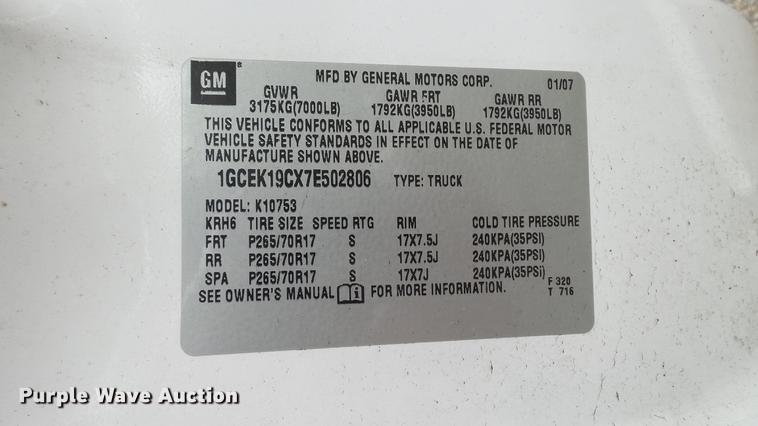 GM ®
MFD BY GENERAL MOTORS CORP. 01/07
GVWR GAWR FRT GAWR RR
3175KG(7000LB) 1792KG(3950LB) 1792KG(3950LB)
THIS VEHICLE CONFORMS TO ALL APPLICABLE U.S. FEDERAL MOTOR
VEHICLE SAFETY STANDARDS IN EFFECT ON THE DATE OF
MANUFACTURE SHOWN ABOVE.
1GCEK19CX7E502806 TYPE: TRUCK
MODEL: K10753
KRH6 TIRE SIZE SPEED RTG RIM COLD TIRE PRESSURE
FRT P265/70R17 S 17X7.5J 240KPA(35PSI)
RR P265/70R17 S 17X7.5J 240KPA(35PSI)
SPA P265/70R17 S 17X7J 240KPA(35PSI)
SEE OWNER'S MANUAL i FOR MORE INFORMATION.
F 320
T 716
Purple Wave Auction